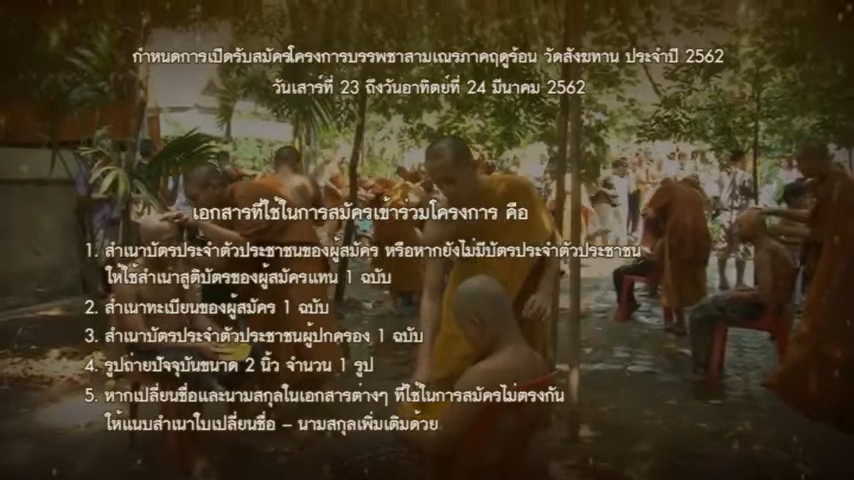 กำหนดการเปิดรับสมัครโครงการบรรพชาสามเณรภาคฤดูร้อน วัดสังฆทาน ประจำปี 2562
วันเสาร์ที่ 23 ถึงวันอาทิตย์ที่ 24 มีนาคม 2562
เอกสารที่ใช้ในการสมัครเข้าร่วมโครงการ คือ
1. สำเนาบัตรประจำตัวประชาชนของผู้สมัคร หรือหากยังไม่มีบัตรประจำตัวประชาชน
ให้ใช้สำเนาสูติบัตรของผู้สมัครแทน 1 ฉบับ
2. สำเนาทะเบียนของผู้สมัคร 1 ฉบับ
3. สำเนาบัตรประจำตัวประชาชนผู้ปกครอง 1 ฉบับ
4. รูปถ่ายปัจจุบันขนาด 2 นิ้ว จำนวน 1 รูป
5. หากเปลี่ยนชื่อและนามสกุลในเอกสารต่างๆ ที่ใช้ในการสมัครไม่ตรงกัน
ให้แนบสำเนาใบเปลี่ยนชื่อ – นามสกุลเพิ่มเติมด้วย